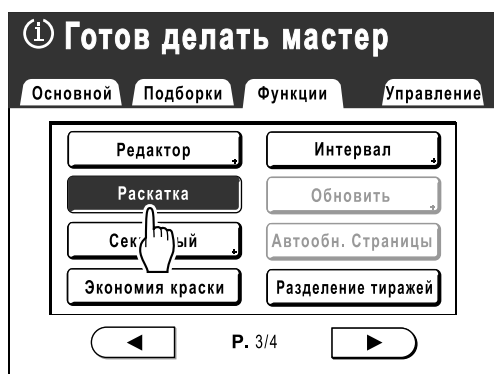 Готов делать мастер
Основной Подборки Функции Управление
Редактор Интервал
Раскатка Обновить
Автообн. Страницы
Экономия краски Разделение тиражей
P. 3/4